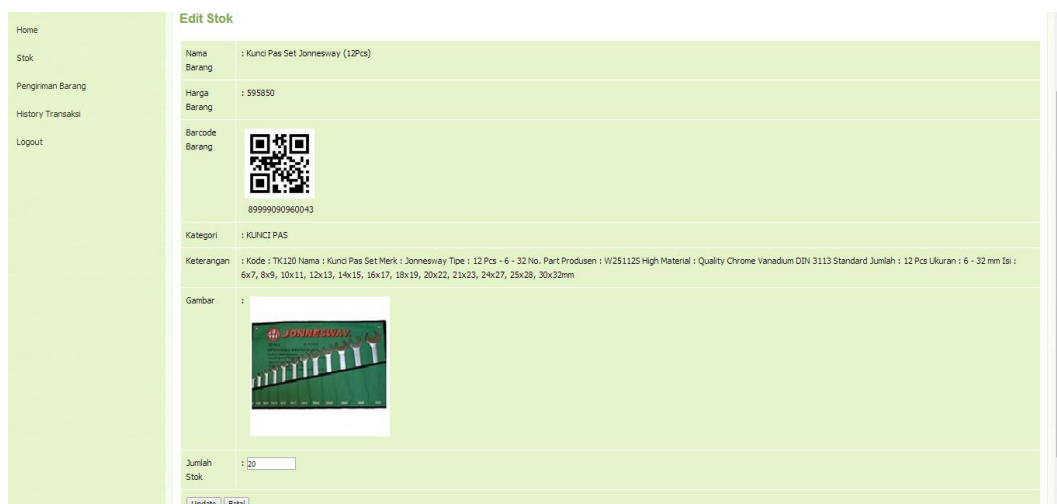 Edit Stok
Home
Stok
Pengiriman Barang
History Transaksi
Logout
Nama Barang : Kunci Pas Set Jonnesway (12Pcs)
Harga Barang : 595850
Barcode Barang
89999090960043
Kategori : KUNCI PAS
Keterangan : Kode : TK120 Nama : Kunci Pas Set Merk : Jonnesway Tipe : 12 Pcs - 6 - 32 No. Part Produsen : W25112S High Material : Quality Chrome Vanadium DIN 3113 Standard Jumlah : 12 Pcs Ukuran : 6 - 32 mm Isi :
6x7, 8x9, 10x11, 12x13, 14x15, 16x17, 18x19, 20x22, 21x23, 24x27, 25x28, 30x32mm
Gambar :
JONNESWAY
Jumlah Stok : 20
Update Batal